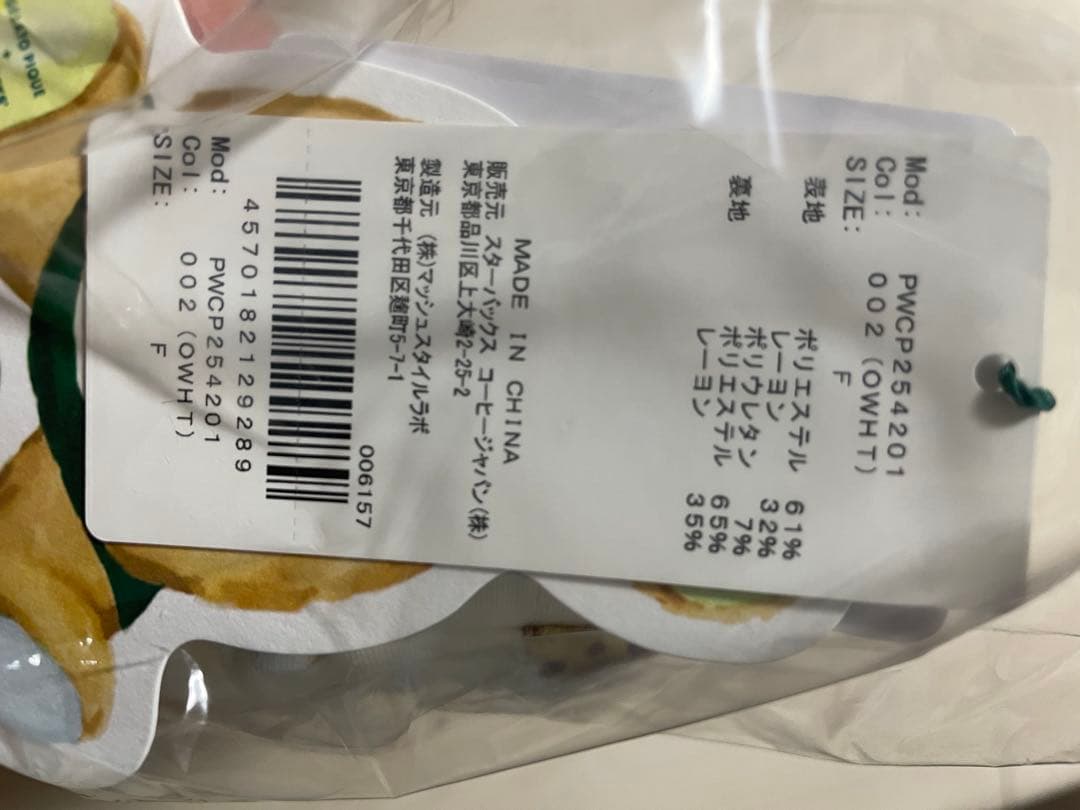 Mod: PWCP254201
Col: 002 (OWHT)
SIZE: F
表地 ポリエステル 61%
レーヨン 32%
ポリウレタン 7%
裏地 ポリエステル 65%
レーヨン 35%
MADE IN CHINA
販売元 スターバックス コーヒージャパン(株)
東京都品川区上大崎2-25-2
製造元 (株)マッシュスタイルラボ
東京都千代田区麹町5-7-1
006157
4570182129289
Mod: PWCP254201
Col: 002 (OWHT)
SIZE: F
PIQUE